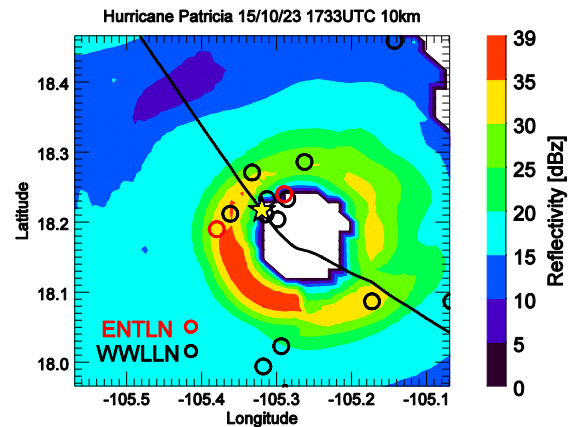 Hurricane Patricia 15/10/23 1733UTC 10km
39
35
30
25
20
15
10
5
0
Reflectivity [dBz]
18.4
18.3
18.2
18.1
18.0
Latitude
ENTLN
WWLLN
-105.5 -105.4 -105.3 -105.2 -105.1
Longitude